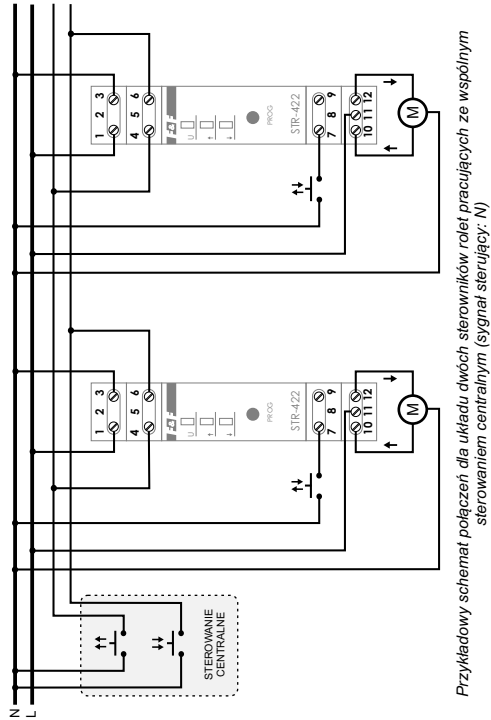 N
L
STEROWANIE
CENTRALNE
1 2 3
4 5 6
F&F
U
↑
↓
PROG
STR-422
7 8 9
10 11 12
M
1 2 3
4 5 6
F&F
U
↑
↓
PROG
STR-422
7 8 9
10 11 12
M
Przykładowy schemat połączeń dla układu dwóch sterowników rolet pracujących ze wspólnym
sterowaniem centralnym (sygnał sterujący: N)